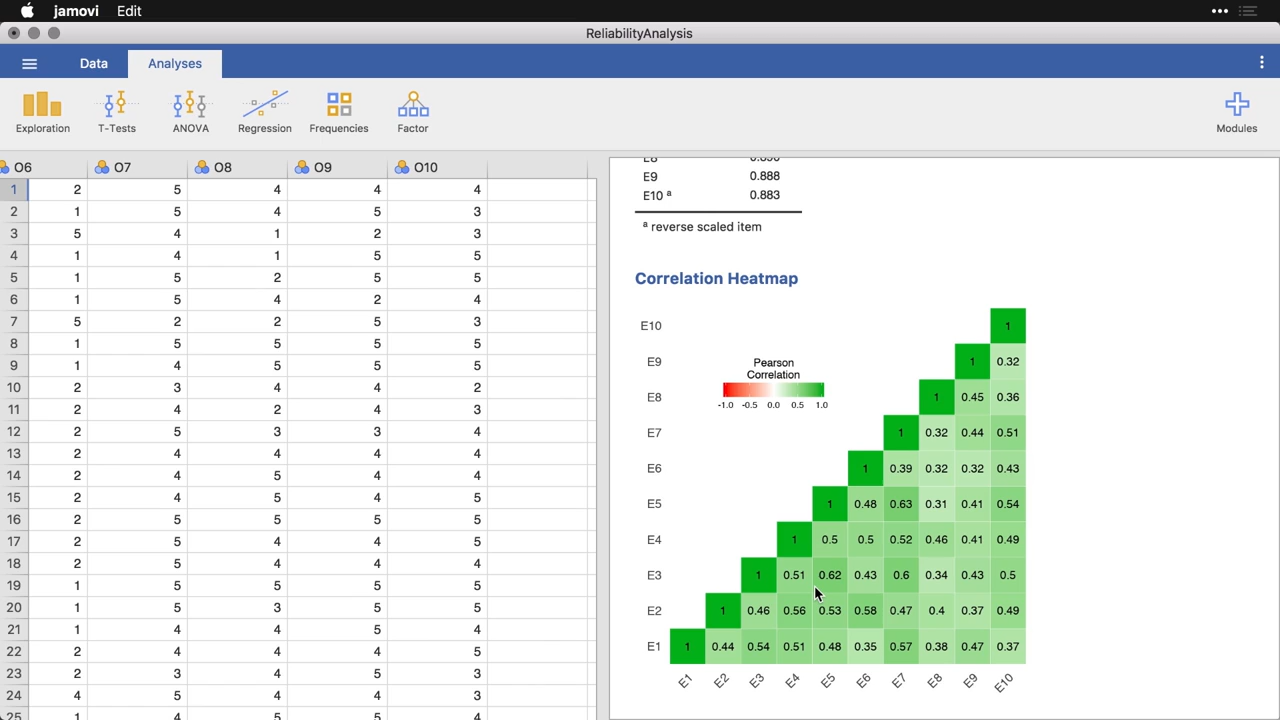 jamovi Edit
ReliabilityAnalysis
Data Analyses
Exploration T-Tests ANOVA Regression Frequencies Factor Modules
O6 O7 O8 O9 O10
1 2 5 4 4 4
2 1 5 4 5 3
3 5 4 1 2 3
4 1 4 1 5 5
5 1 5 2 5 5
6 1 5 4 2 4
7 5 2 2 5 3
8 1 5 5 5 5
9 1 4 5 5 5
10 2 3 4 4 2
11 2 4 2 4 3
12 2 5 3 3 4
13 2 4 4 4 4
14 2 4 5 4 4
15 2 4 5 4 5
16 2 5 5 5 5
17 2 5 4 4 5
18 2 5 4 4 4
19 1 5 5 5 5
20 1 5 3 5 5
21 1 4 4 5 4
22 2 4 4 4 5
23 2 3 4 5 3
24 4 5 4 4 3
25 1 4 5 5 4
E8 0.890
E9 0.888
E10 ᵃ 0.883
ᵃ reverse scaled item
Correlation Heatmap
Pearson
Correlation
-1.0 -0.5 0.0 0.5 1.0
E10 1
E9 1 0.32
E8 1 0.45 0.36
E7 1 0.32 0.44 0.51
E6 1 0.39 0.32 0.32 0.43
E5 1 0.48 0.63 0.31 0.41 0.54
E4 1 0.5 0.5 0.52 0.46 0.41 0.49
E3 1 0.51 0.62 0.43 0.6 0.34 0.43 0.5
E2 1 0.46 0.56 0.53 0.58 0.47 0.4 0.37 0.49
E1 1 0.44 0.54 0.51 0.48 0.35 0.57 0.38 0.47 0.37
E1 E2 E3 E4 E5 E6 E7 E8 E9 E10